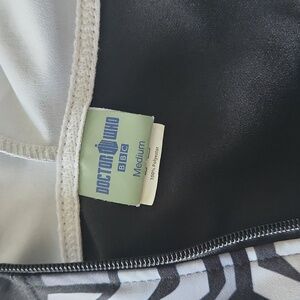 DOCTOR WHO
BBC
Medium
100% Polyester